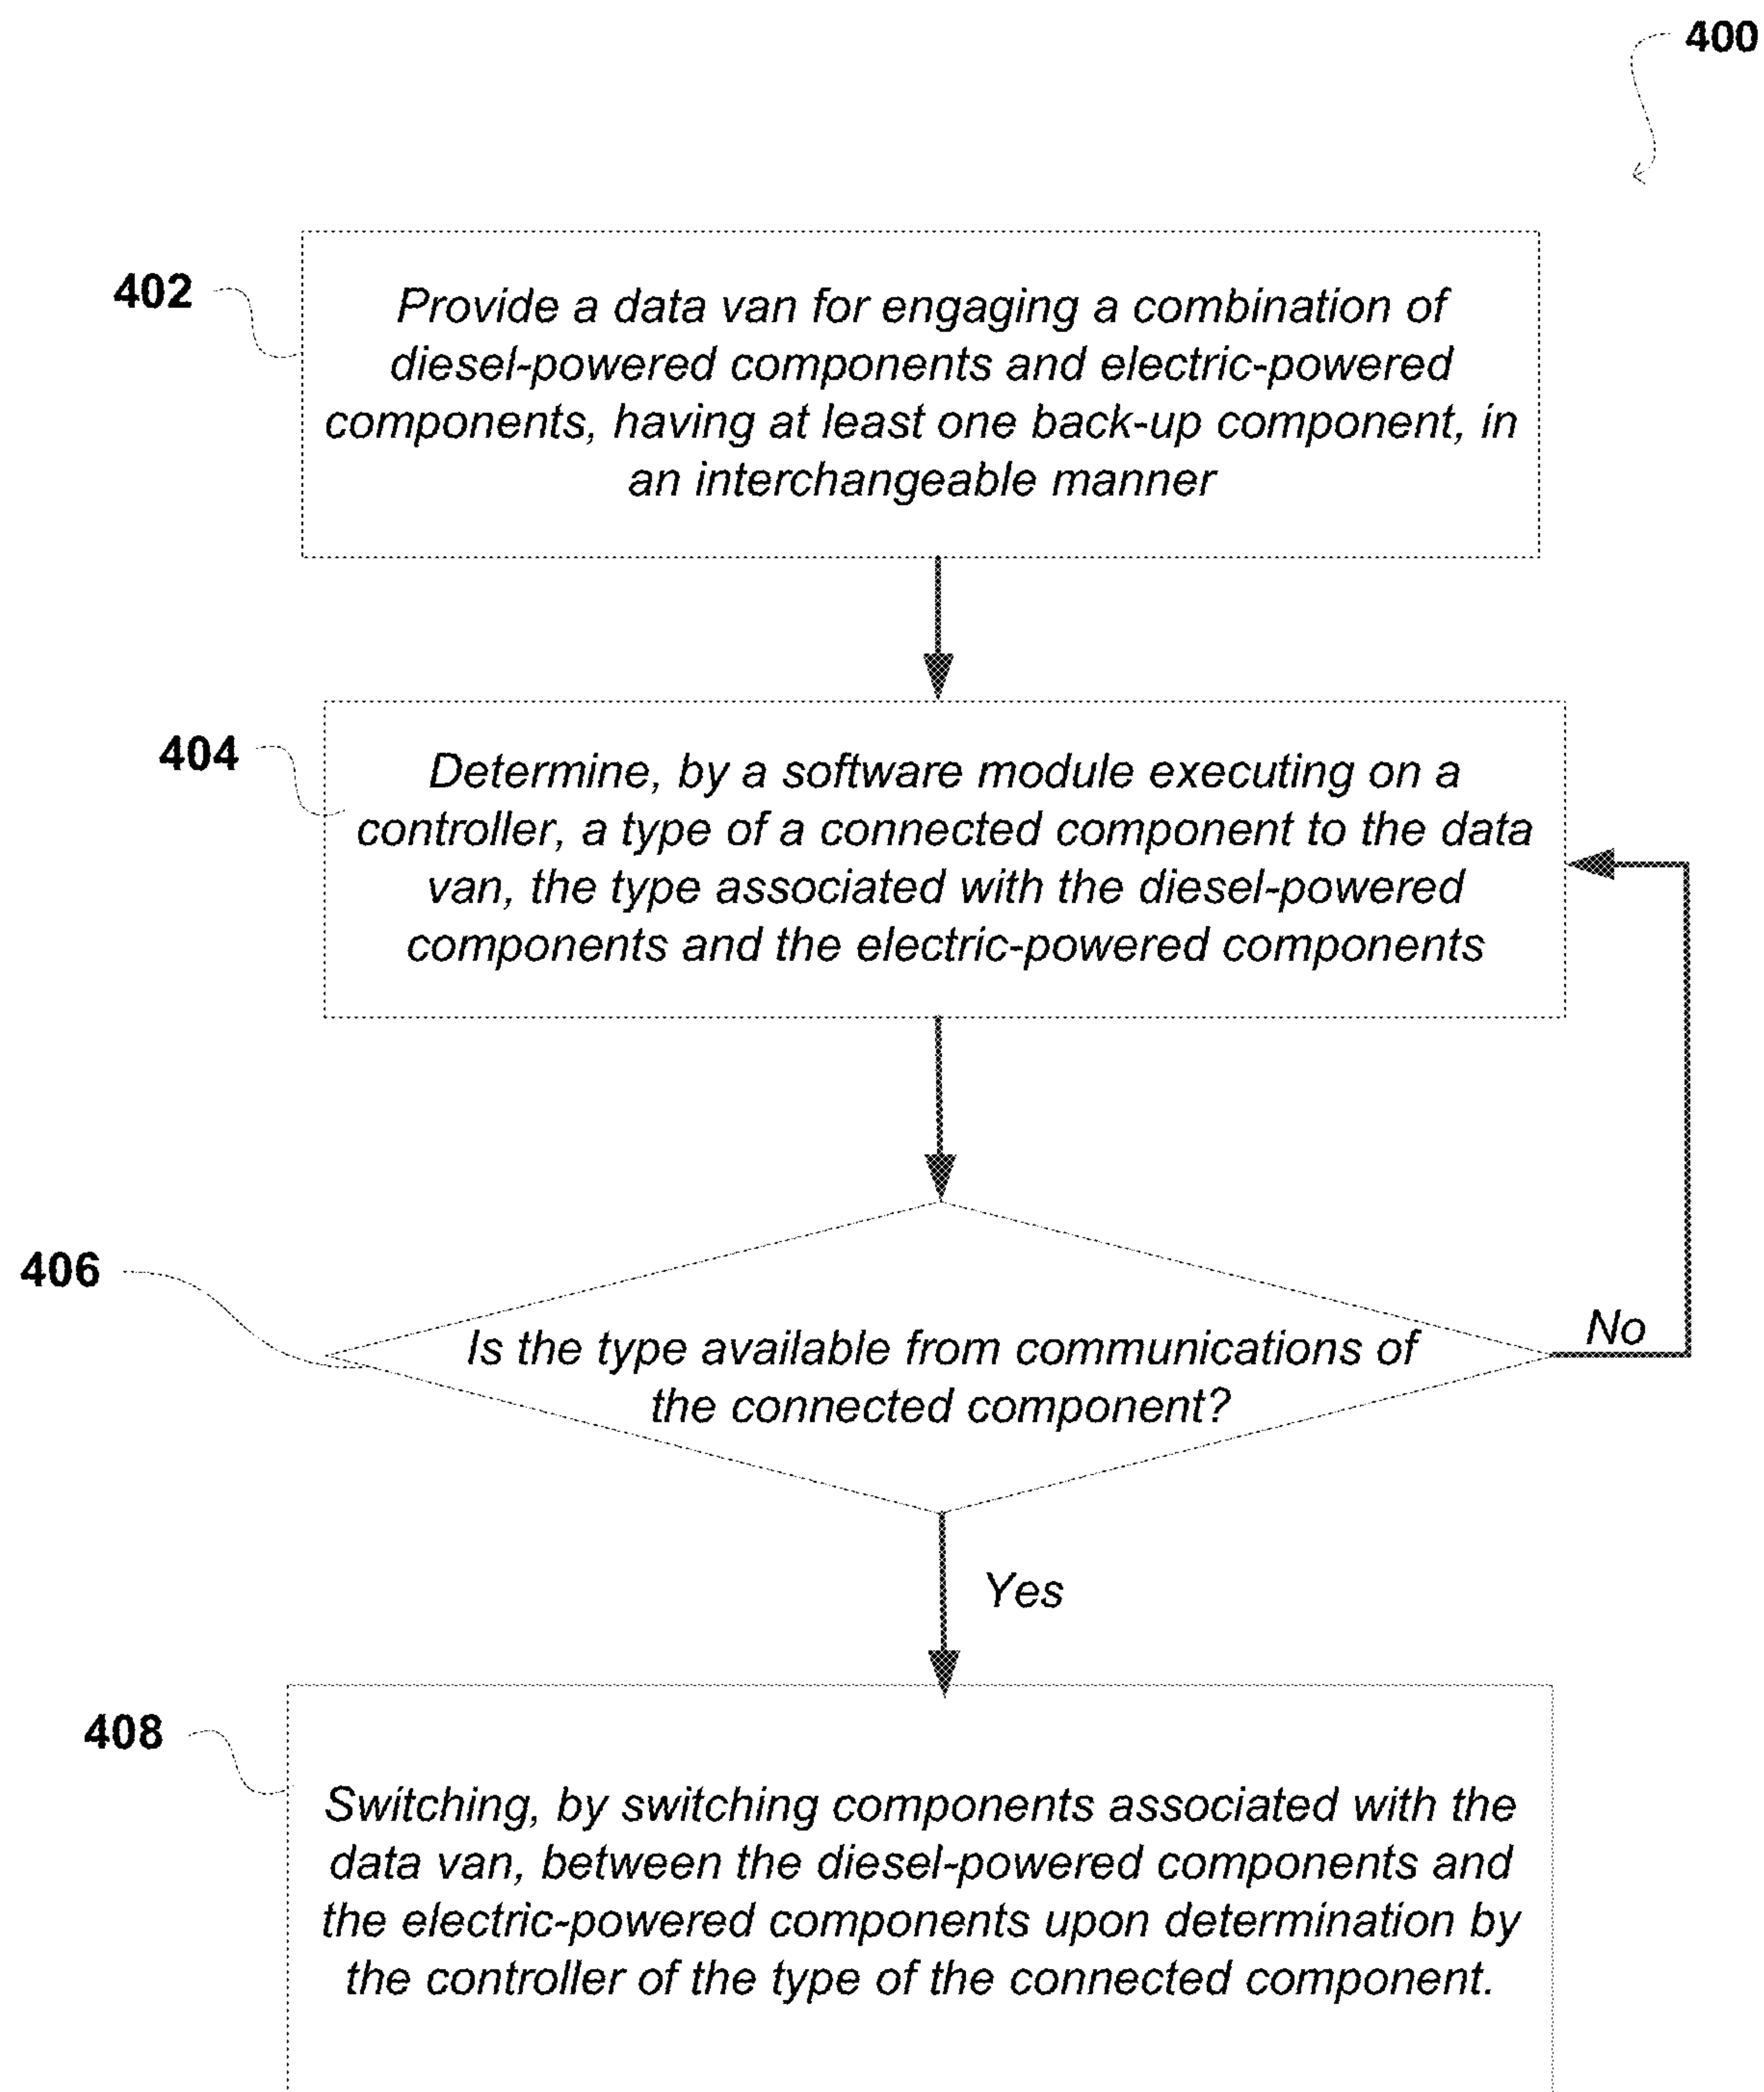 400
402
Provide a data van for engaging a combination of
diesel-powered components and electric-powered
components, having at least one back-up component, in
an interchangeable manner
404
Determine, by a software module executing on a
controller, a type of a connected component to the data
van, the type associated with the diesel-powered
components and the electric-powered components
406
Is the type available from communications of
the connected component?
No
Yes
408
Switching, by switching components associated with the
data van, between the diesel-powered components and
the electric-powered components upon determination by
the controller of the type of the connected component.